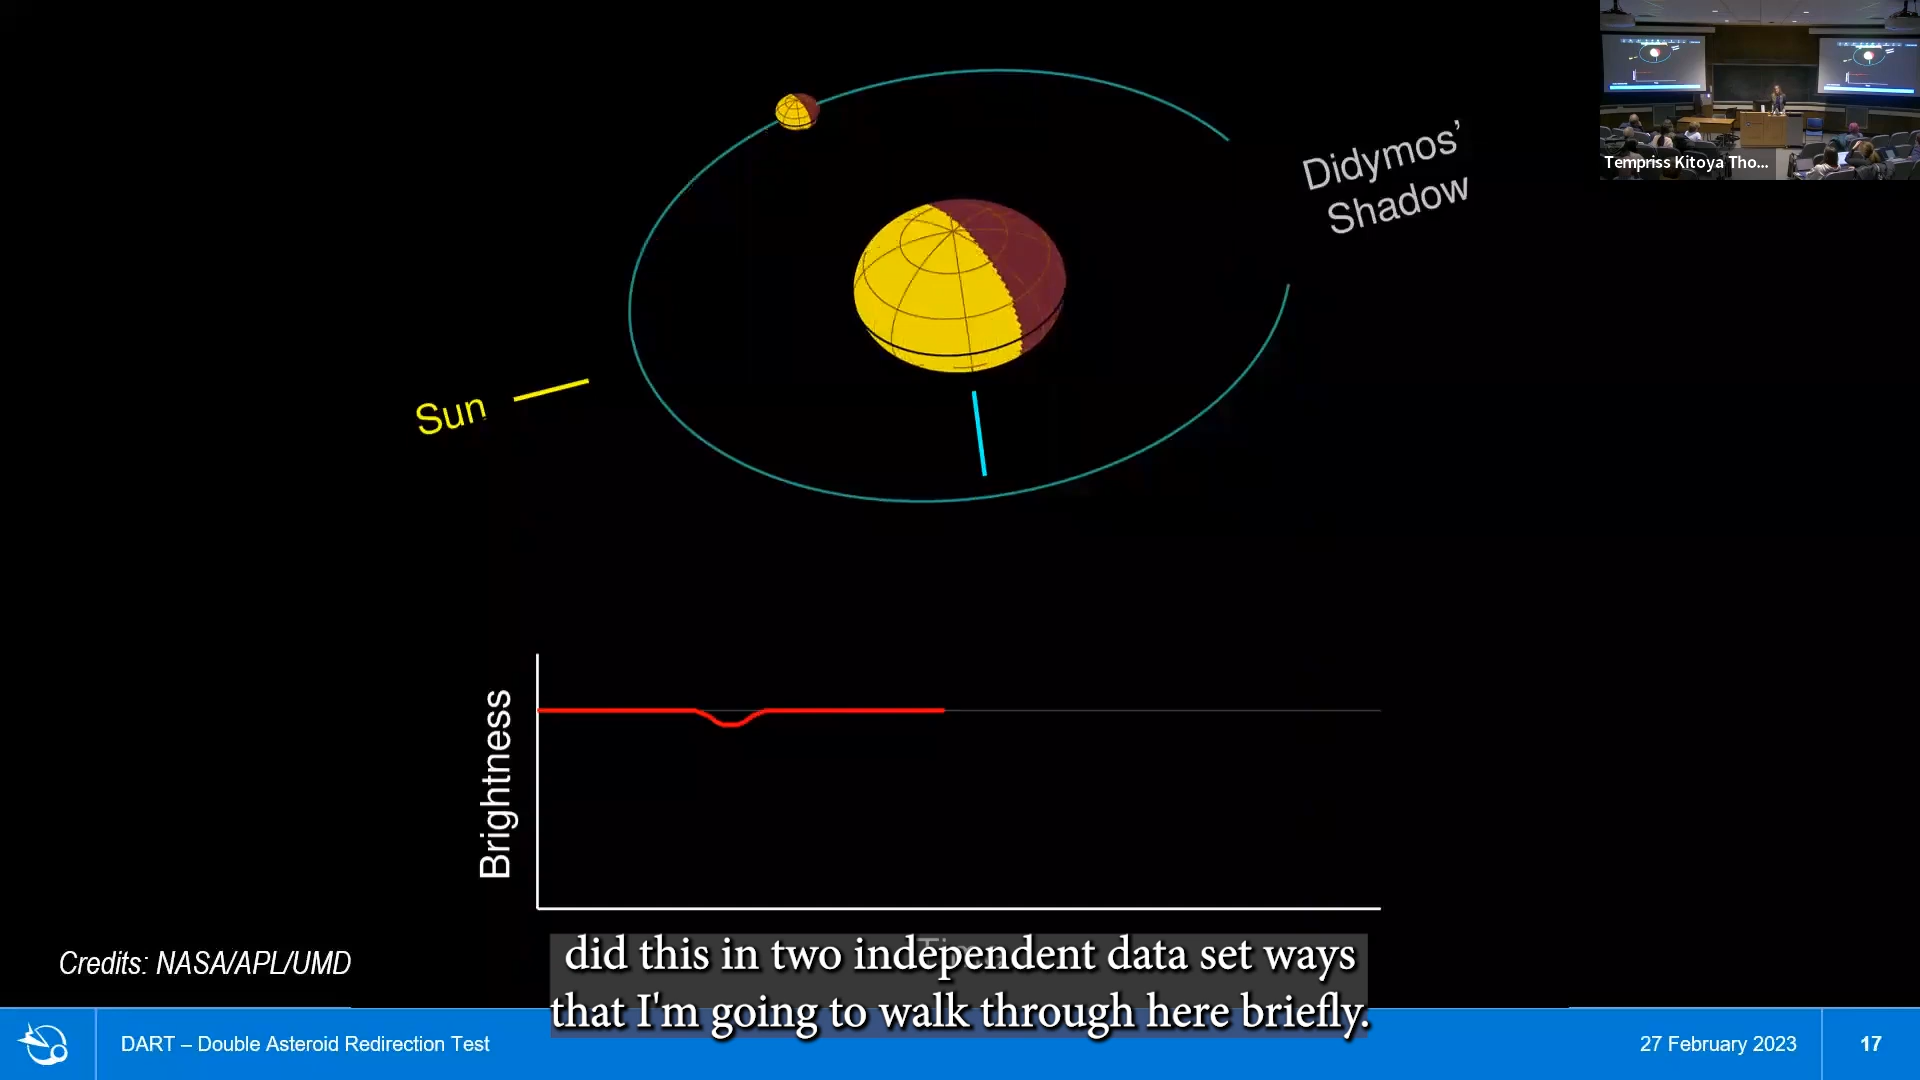 Tempriss Kitoya Tho...
Didymos’
Shadow
Sun
Brightness
did this in two independent data set ways
that I'm going to walk through here briefly.
Credits: NASA/APL/UMD
DART – Double Asteroid Redirection Test
27 February 2023
17